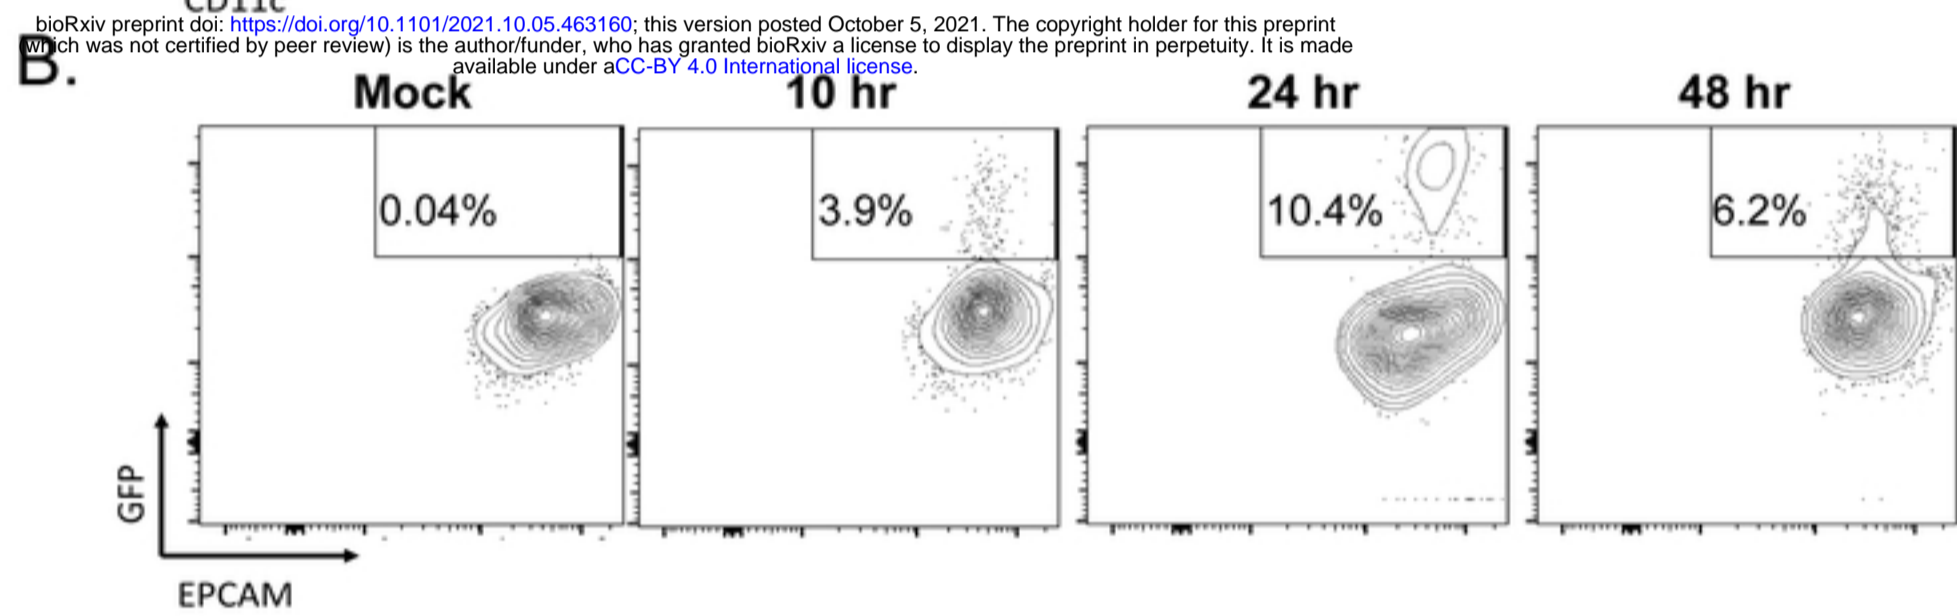 CD11c
bioRxiv preprint doi: https://doi.org/10.1101/2021.10.05.463160; this version posted October 5, 2021. The copyright holder for this preprint
(which was not certified by peer review) is the author/funder, who has granted bioRxiv a license to display the preprint in perpetuity. It is made
available under aCC-BY 4.0 International license.
B.
Mock 10 hr 24 hr 48 hr
0.04% 3.9% 10.4% 6.2%
GFP
EPCAM